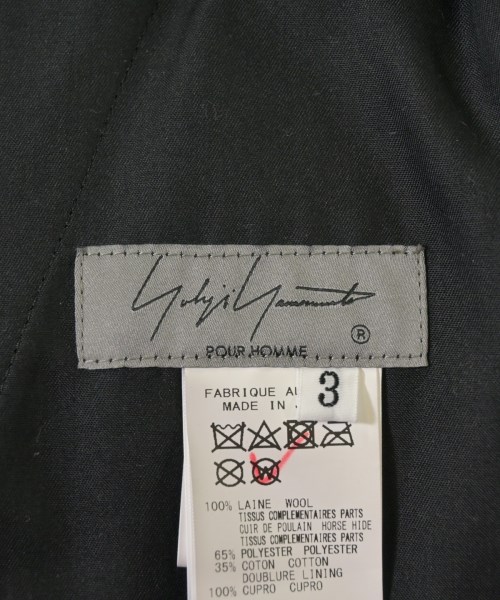 Yohji Yamamoto
®
POUR HOMME
3
FABRIQUE AU
MADE IN
W
100% LAINE WOOL
TISSUS COMPLEMENTAIRES PARTS
CUIR DE POULAIN HORSE HIDE
TISSUS COMPLEMENTAIRES PARTS
65% POLYESTER POLYESTER
35% COTON COTTON
DOUBLURE LINING
100% CUPRO CUPRO